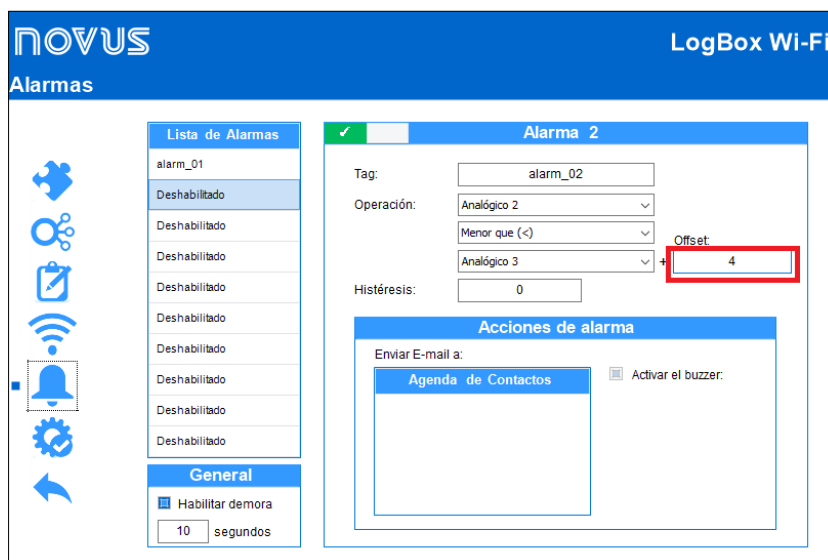 NOVUS
LogBox Wi-Fi
Alarmas
Lista de Alarmas
alarm_01
Deshabilitado
Deshabilitado
Deshabilitado
Deshabilitado
Deshabilitado
Deshabilitado
Deshabilitado
Deshabilitado
Deshabilitado
General
Habilitar demora
10 segundos
Alarma 2
Tag: alarm_02
Operación: Analógico 2
Menor que (<)
Offset:
Analógico 3 + 4
Histéresis: 0
Acciones de alarma
Enviar E-mail a:
Agenda de Contactos
Activar el buzzer: